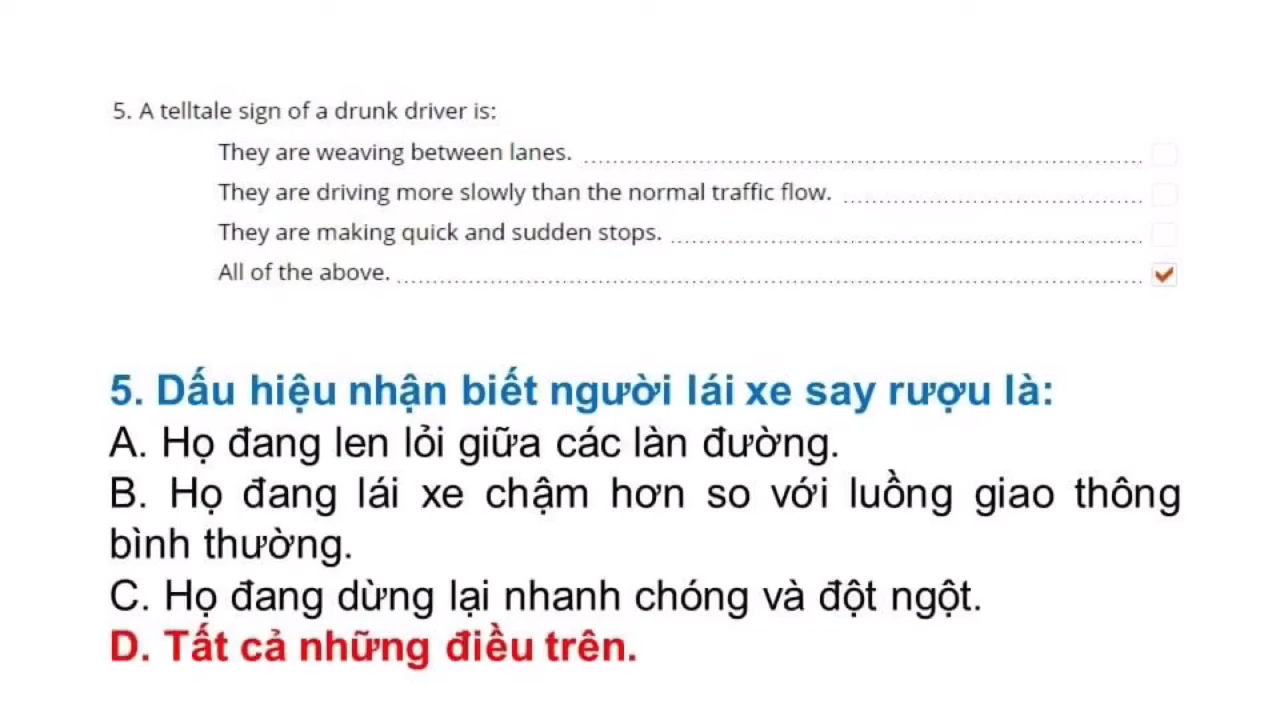 5. A telltale sign of a drunk driver is:
They are weaving between lanes.
They are driving more slowly than the normal traffic flow.
They are making quick and sudden stops.
All of the above.
5. Dấu hiệu nhận biết người lái xe say rượu là:
A. Họ đang len lỏi giữa các làn đường.
B. Họ đang lái xe chậm hơn so với luồng giao thông
bình thường.
C. Họ đang dừng lại nhanh chóng và đột ngột.
D. Tất cả những điều trên.